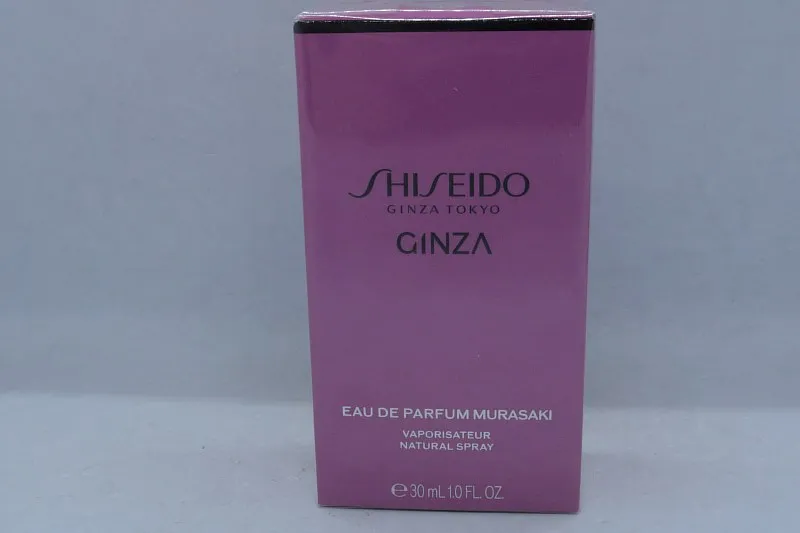 SHISEIDO
GINZA TOKYO
GINZA
EAU DE PARFUM MURASAKI
VAPORISATEUR
NATURAL SPRAY
℮ 30 mL 1.0 FL. OZ.